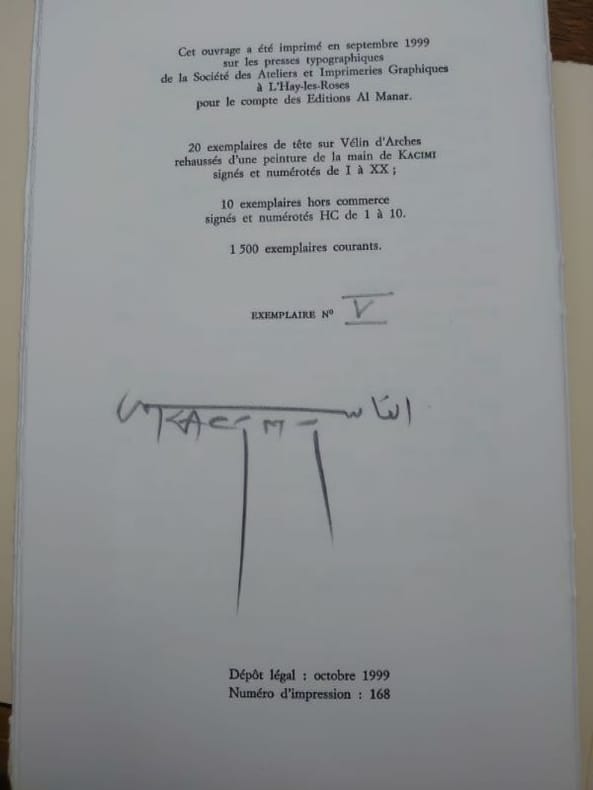 Cet ouvrage a été imprimé en septembre 1999
sur les presses typographiques
de la Société des Ateliers et Imprimeries Graphiques
à L'Hay-les-Roses
pour le compte des Editions Al Manar.
20 exemplaires de tête sur Vélin d'Arches
rehaussés d'une peinture de la main de KACIMI
signés et numérotés de I à XX ;
10 exemplaires hors commerce
signés et numérotés HC de 1 à 10.
1 500 exemplaires courants.
EXEMPLAIRE Nº V
KACIMI
Dépôt légal : octobre 1999
Numéro d'impression : 168